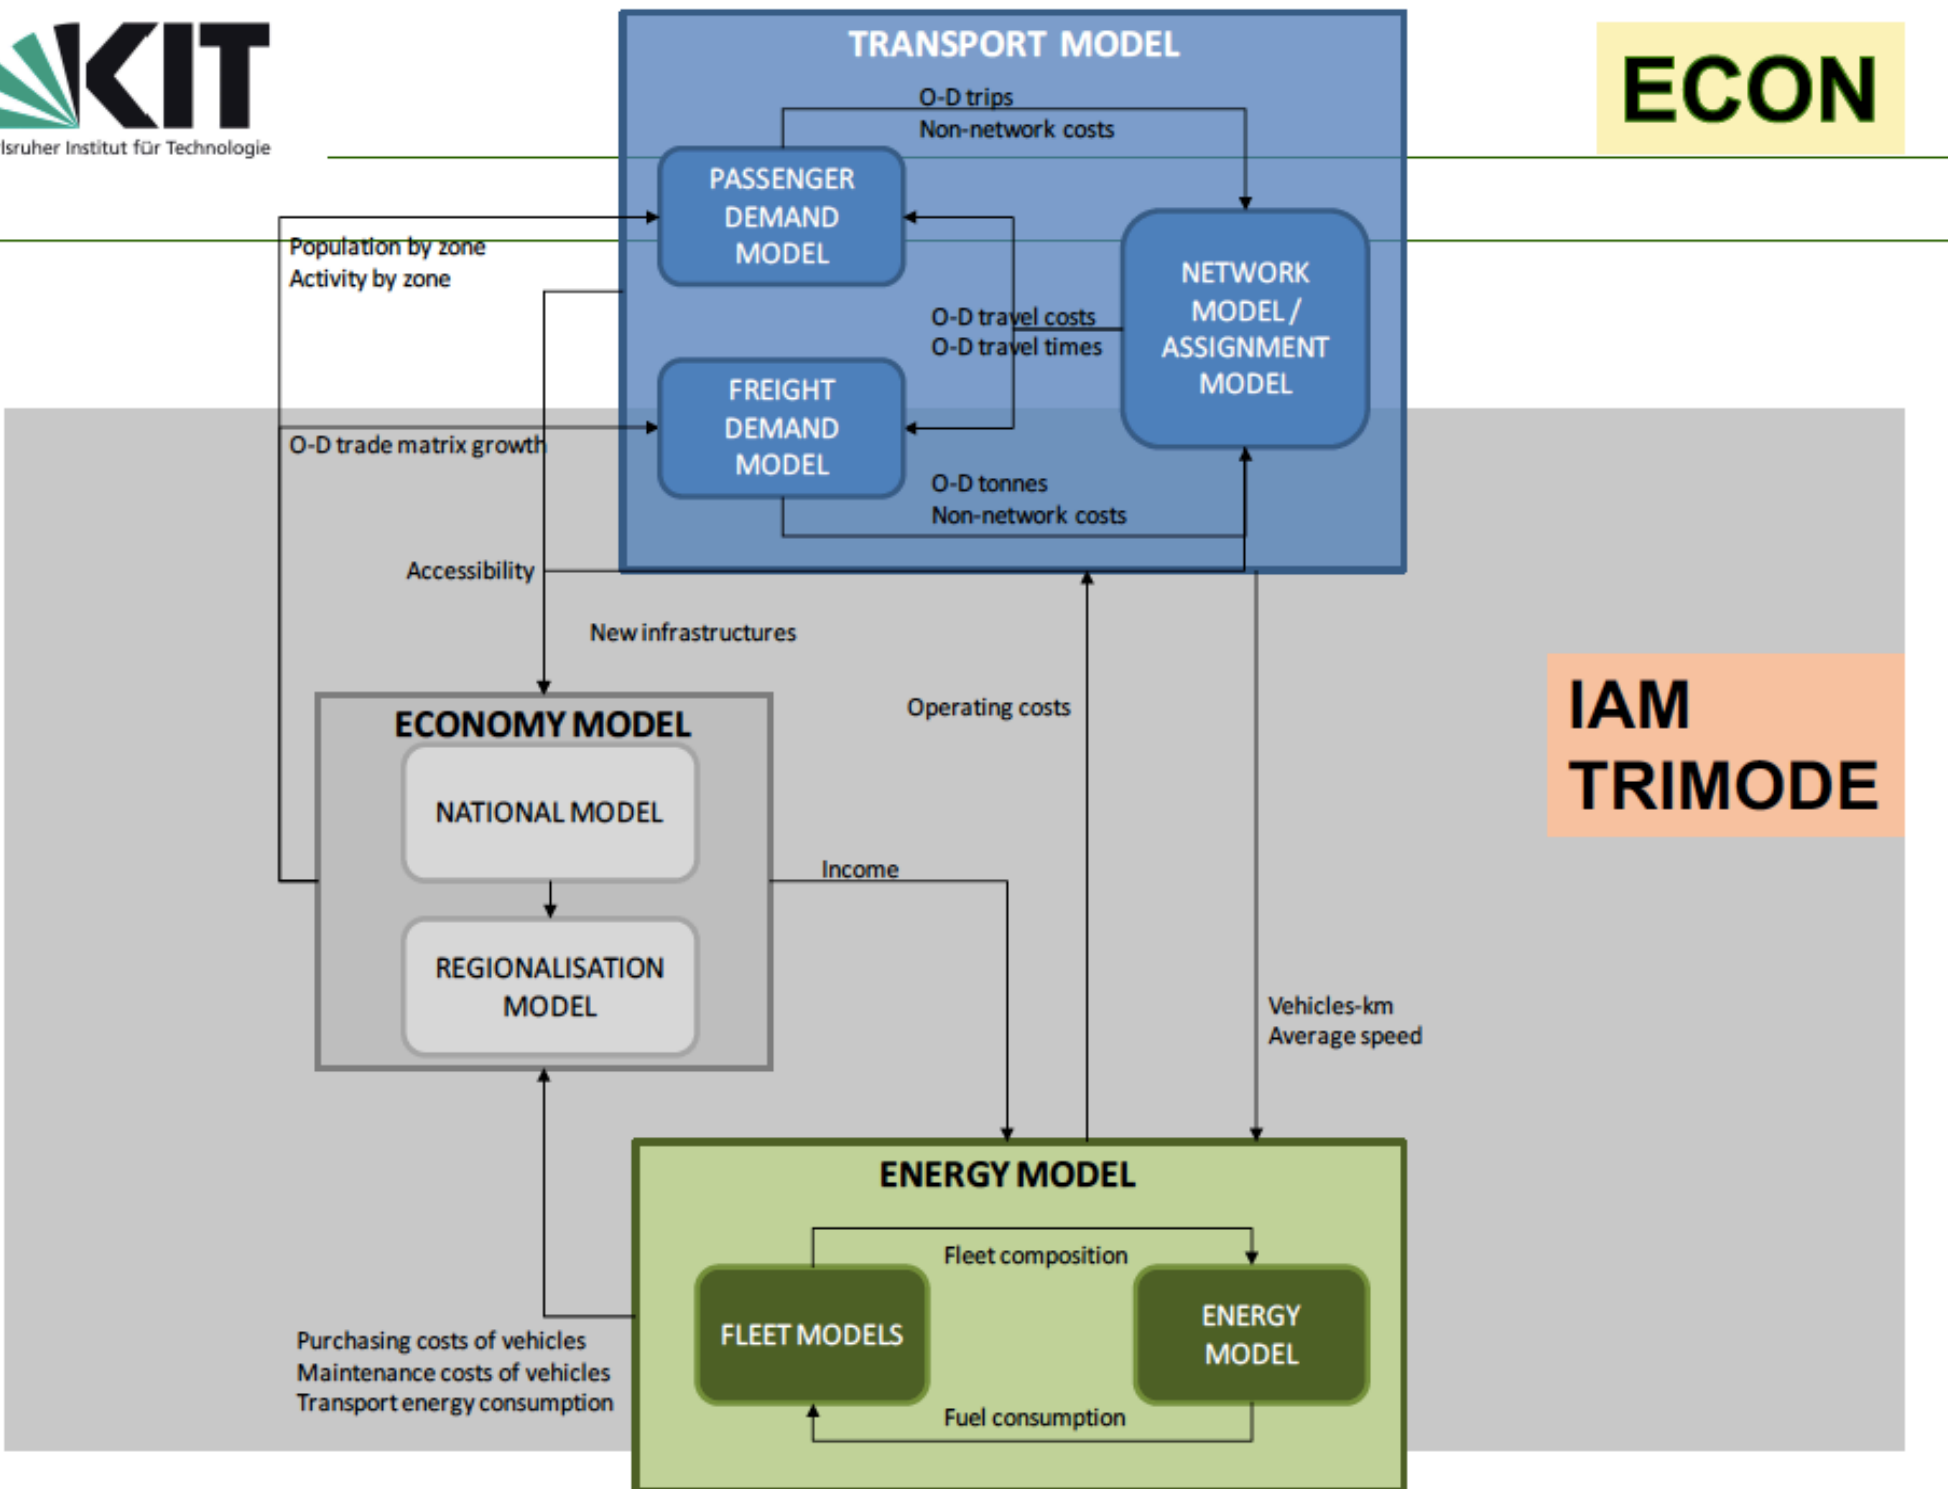 KIT
lsruher Institut für Technologie
ECON
TRANSPORT MODEL
O-D trips
Non-network costs
PASSENGER
DEMAND
MODEL
Population by zone
Activity by zone
NETWORK
MODEL /
ASSIGNMENT
MODEL
O-D travel costs
O-D travel times
FREIGHT
DEMAND
MODEL
O-D trade matrix growth
O-D tonnes
Non-network costs
Accessibility
New infrastructures
Operating costs
IAM
TRIMODE
ECONOMY MODEL
NATIONAL MODEL
Income
REGIONALISATION
MODEL
Vehicles-km
Average speed
ENERGY MODEL
Fleet composition
FLEET MODELS
ENERGY
MODEL
Fuel consumption
Purchasing costs of vehicles
Maintenance costs of vehicles
Transport energy consumption